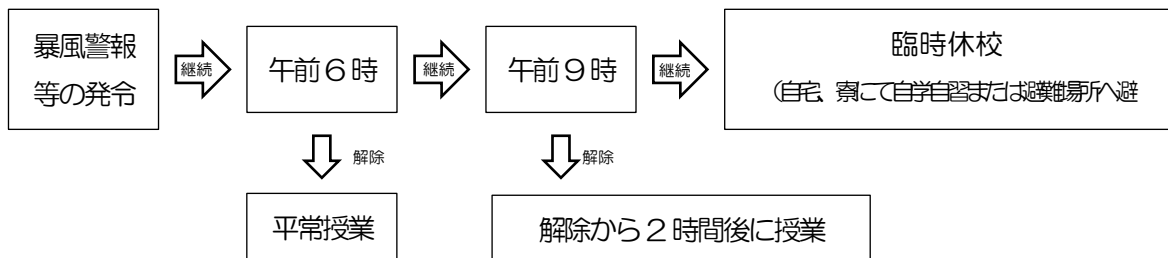 暴風警報
等の発令
継続
午前６時
継続
午前９時
継続
臨時休校
（自宅、寮にて自学自習または避難場所へ避
解除
解除
平常授業
解除から２時間後に授業